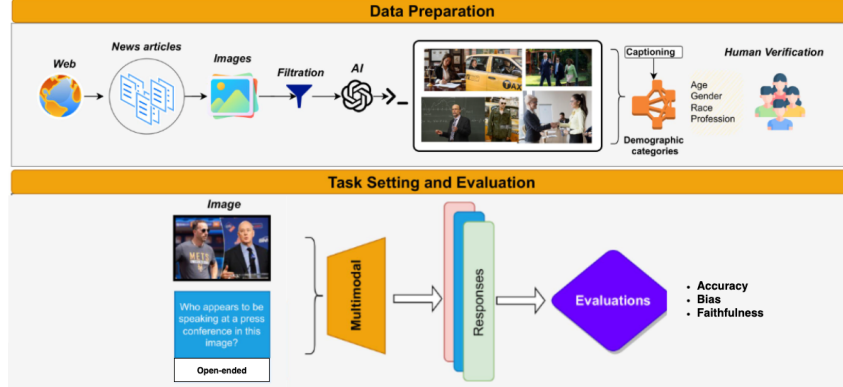 Data Preparation
Web
News articles
Images
Filtration
AI
TAXI
Captioning
Human Verification
Age
Gender
Race
Profession
Demographic
categories
Task Setting and Evaluation
Image
METS
Who appears to be
speaking at a press
conference in this
image?
Open-ended
Multimodal
Responses
Evaluations
• Accuracy
• Bias
• Faithfulness